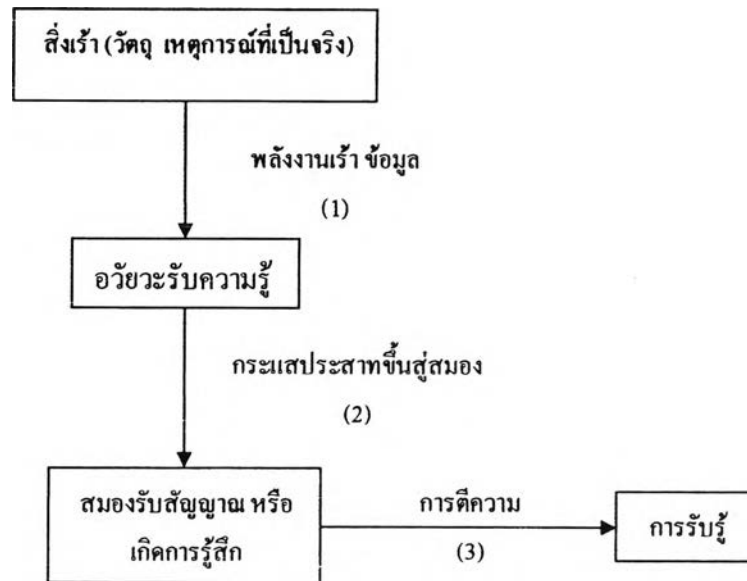 สิ่งเร้า (วัตถุ เหตุการณ์ที่เป็นจริง)
พลังงานเร้า ข้อมูล
(1)
อวัยวะรับความรู้
กระแสประสาทขึ้นสู่สมอง
(2)
สมองรับสัญญาณ หรือ
เกิดการรู้สึก
การตีความ
(3)
การรับรู้